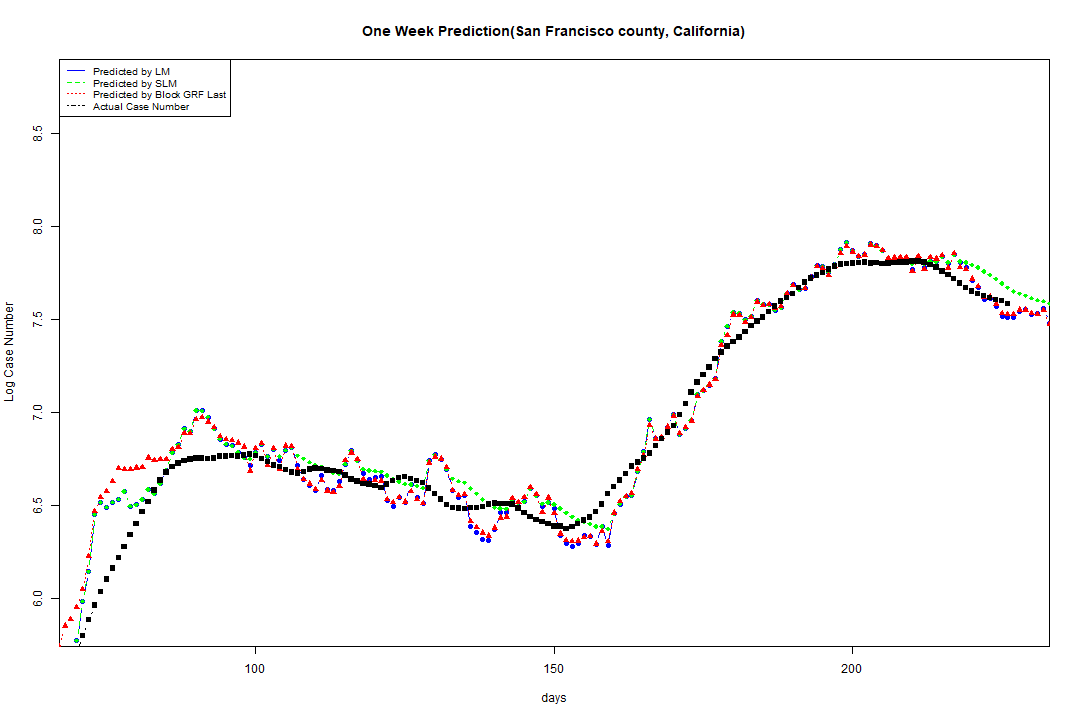 One Week Prediction(San Francisco county, California)
Predicted by LM
Predicted by SLM
Predicted by Block GRF Last
Actual Case Number
8.5
8.0
7.5
7.0
6.5
6.0
Log Case Number
100 150 200
days